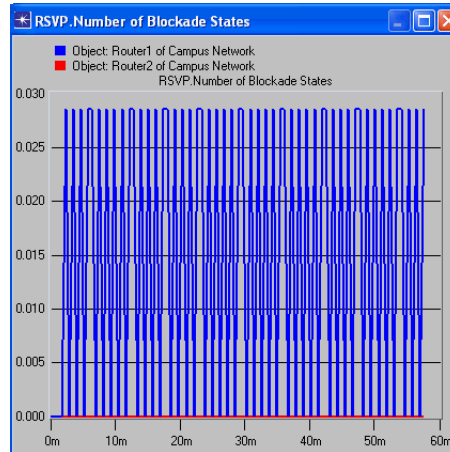 RSVP.Number of Blockade States
Object: Router1 of Campus Network
Object: Router2 of Campus Network
RSVP.Number of Blockade States
0.030
0.025
0.020
0.015
0.010
0.005
0.000
0m 10m 20m 30m 40m 50m 60m